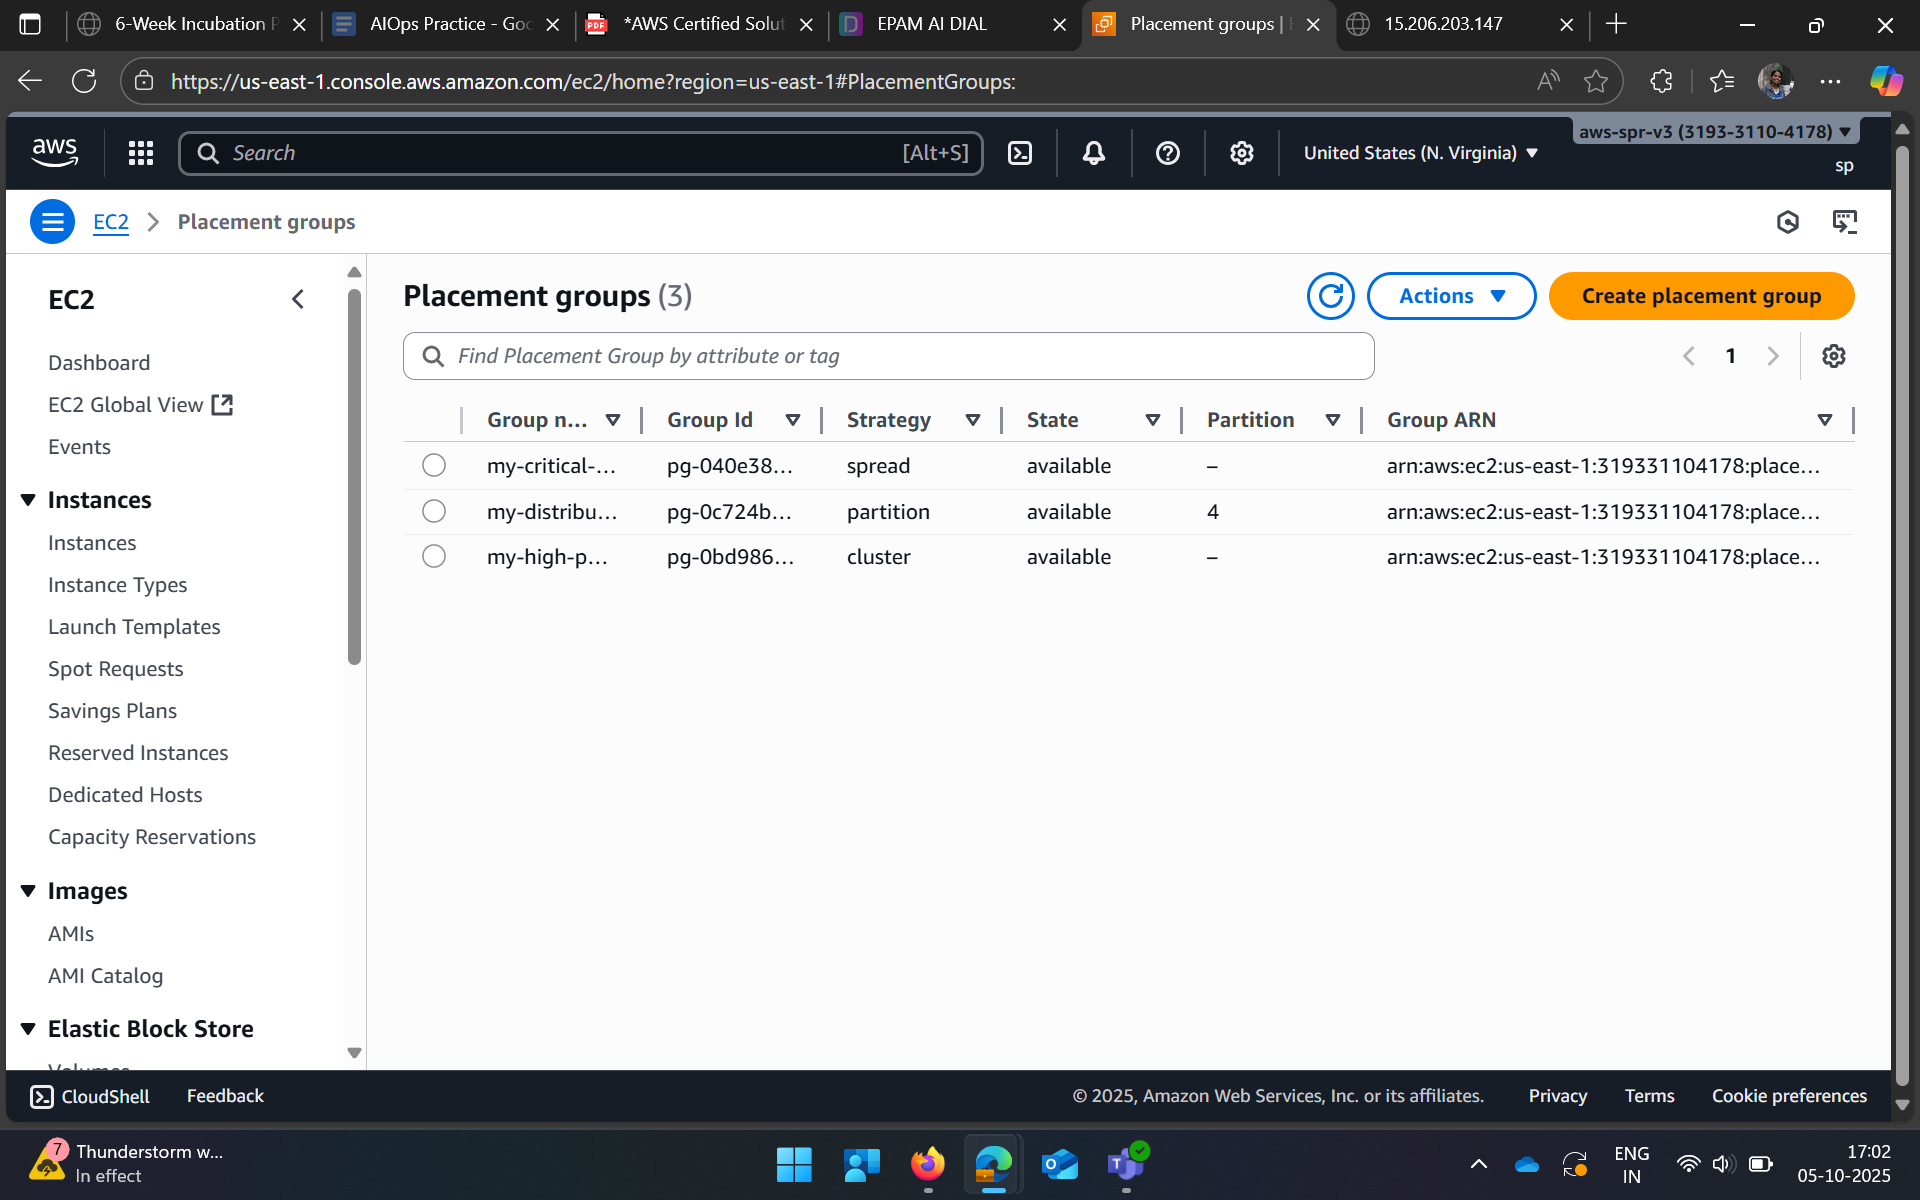 6-Week Incubation P
AIOps Practice - Goo
*AWS Certified Solut
EPAM AI DIAL
Placement groups |
15.206.203.147
https://us-east-1.console.aws.amazon.com/ec2/home?region=us-east-1#PlacementGroups:
aws
Search
[Alt+S]
United States (N. Virginia)
aws-spr-v3 (3193-3110-4178)
sp
EC2
Placement groups
EC2
Dashboard
EC2 Global View
Events
Instances
Instances
Instance Types
Launch Templates
Spot Requests
Savings Plans
Reserved Instances
Dedicated Hosts
Capacity Reservations
Images
AMIs
AMI Catalog
Elastic Block Store
Volumes
Placement groups (3)
Actions
Create placement group
Find Placement Group by attribute or tag
1
Group n... Group Id Strategy State Partition Group ARN
my-critical-... pg-040e38... spread available – arn:aws:ec2:us-east-1:319331104178:place...
my-distribu... pg-0c724b... partition available 4 arn:aws:ec2:us-east-1:319331104178:place...
my-high-p... pg-0bd986... cluster available – arn:aws:ec2:us-east-1:319331104178:place...
CloudShell
Feedback
© 2025, Amazon Web Services, Inc. or its affiliates.
Privacy
Terms
Cookie preferences
7
Thunderstorm w...
In effect
ENG
IN
17:02
05-10-2025